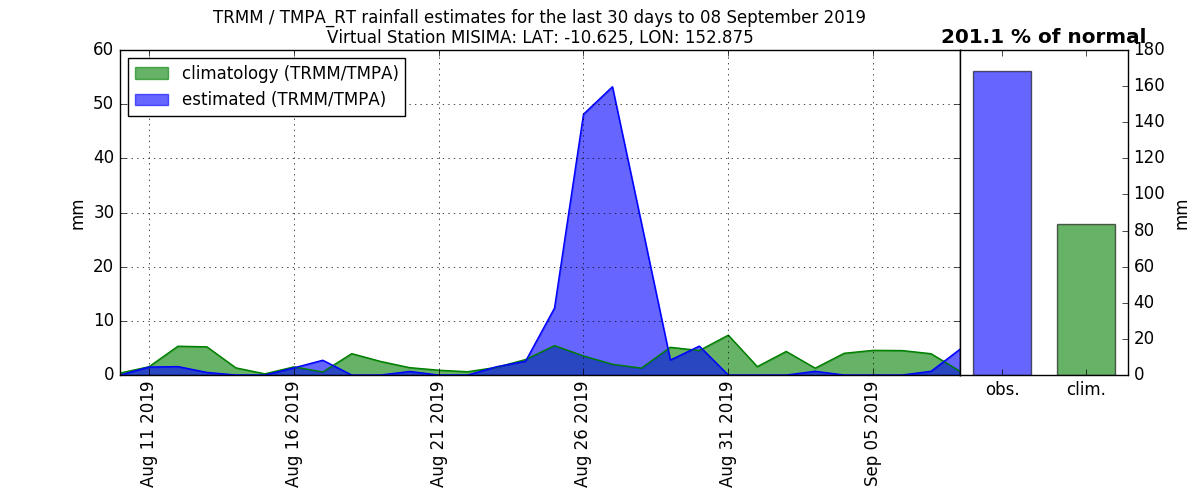 TRMM / TMPA_RT rainfall estimates for the last 30 days to 08 September 2019
Virtual Station MISIMA: LAT: -10.625, LON: 152.875
201.1 % of normal
climatology (TRMM/TMPA)
estimated (TRMM/TMPA)
mm
60
50
40
30
20
10
0
Aug 11 2019
Aug 16 2019
Aug 21 2019
Aug 26 2019
Aug 31 2019
Sep 05 2019
obs.
clim.
180
160
140
120
100
80
60
40
20
0
mm